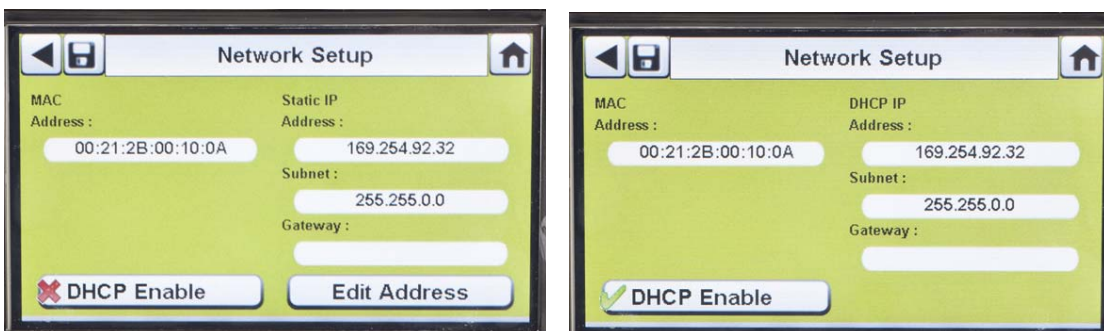 Network Setup
MAC
Address :
00:21:2B:00:10:0A
Static IP
Address :
169.254.92.32
Subnet :
255.255.0.0
Gateway :
DHCP Enable
Edit Address
Network Setup
MAC
Address :
00:21:2B:00:10:0A
DHCP IP
Address :
169.254.92.32
Subnet :
255.255.0.0
Gateway :
DHCP Enable